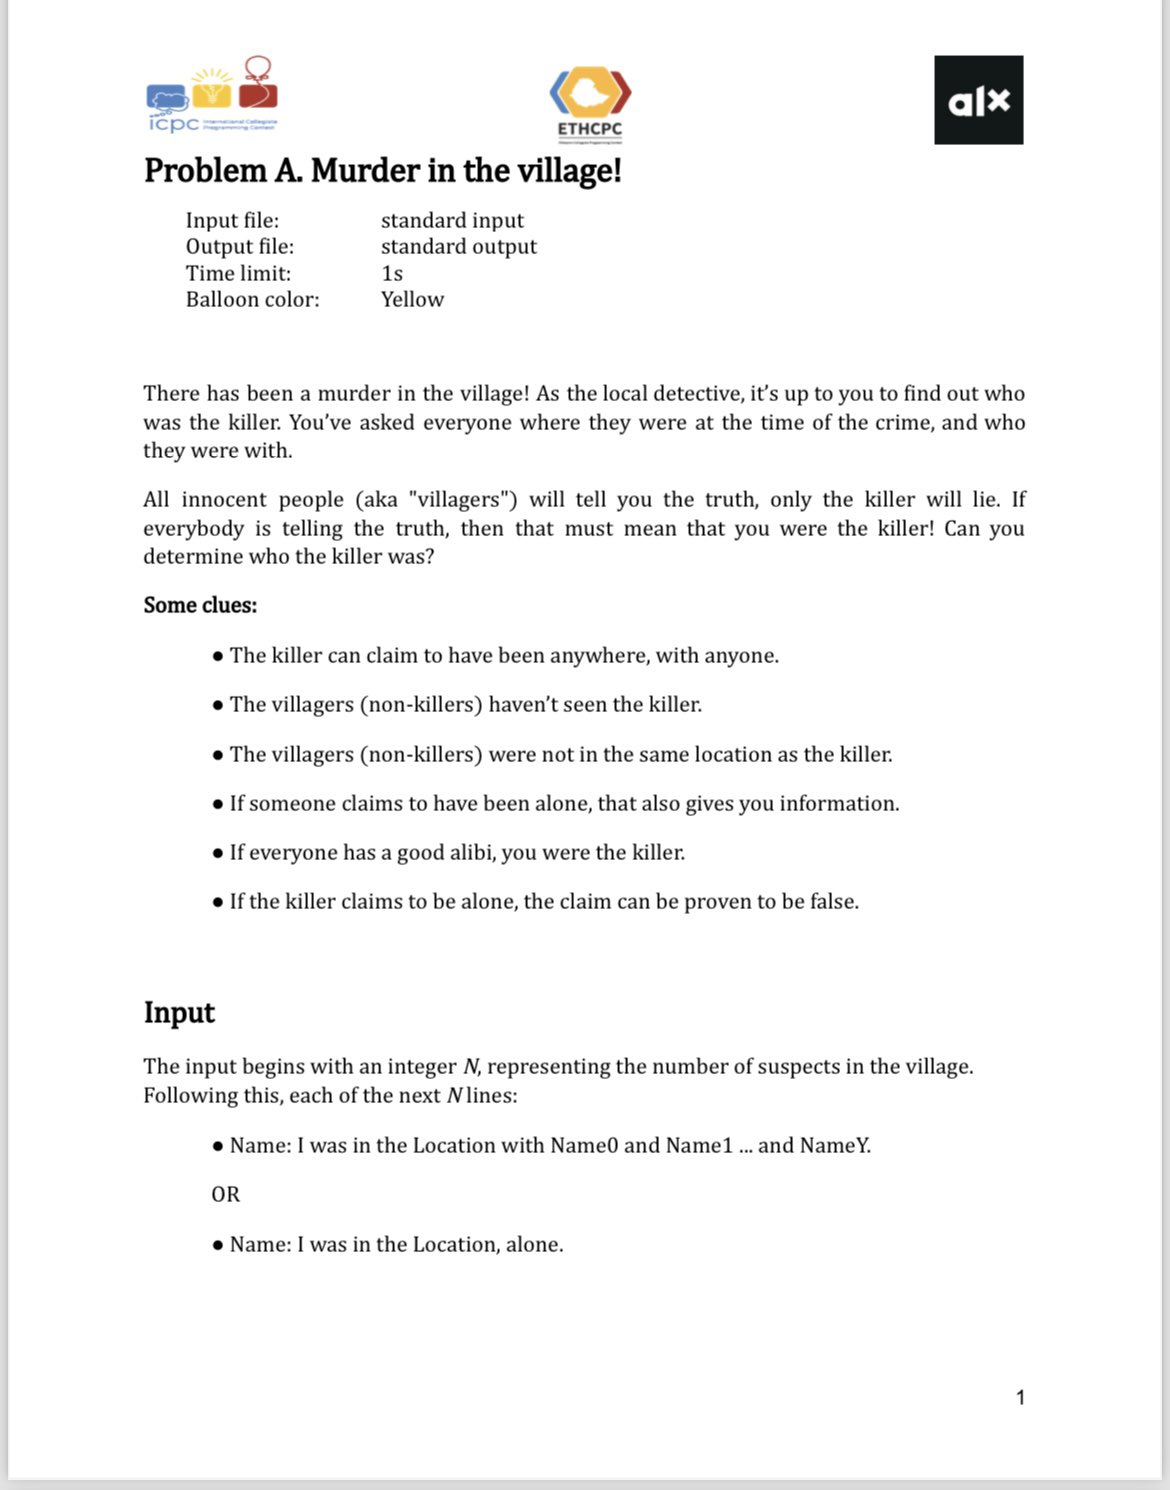 icpc International Collegiate
Programming Contest
ETHCPC
alx
Problem A. Murder in the village!
Input file: standard input
Output file: standard output
Time limit: 1s
Balloon color: Yellow
There has been a murder in the village! As the local detective, it’s up to you to find out who
was the killer. You’ve asked everyone where they were at the time of the crime, and who
they were with.
All innocent people (aka "villagers") will tell you the truth, only the killer will lie. If
everybody is telling the truth, then that must mean that you were the killer! Can you
determine who the killer was?
Some clues:
● The killer can claim to have been anywhere, with anyone.
● The villagers (non-killers) haven’t seen the killer.
● The villagers (non-killers) were not in the same location as the killer.
● If someone claims to have been alone, that also gives you information.
● If everyone has a good alibi, you were the killer.
● If the killer claims to be alone, the claim can be proven to be false.
Input
The input begins with an integer N, representing the number of suspects in the village.
Following this, each of the next N lines:
● Name: I was in the Location with Name0 and Name1 ... and NameY.
OR
● Name: I was in the Location, alone.
1